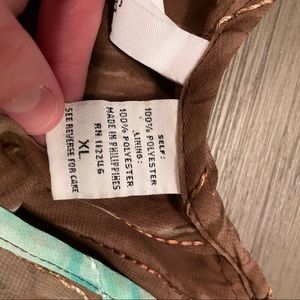 SELF:
100% POLYESTER
LINING:
100% POLYESTER
MADE IN PHILIPPINES
RN 112246
XL
SEE REVERSE FOR CARE